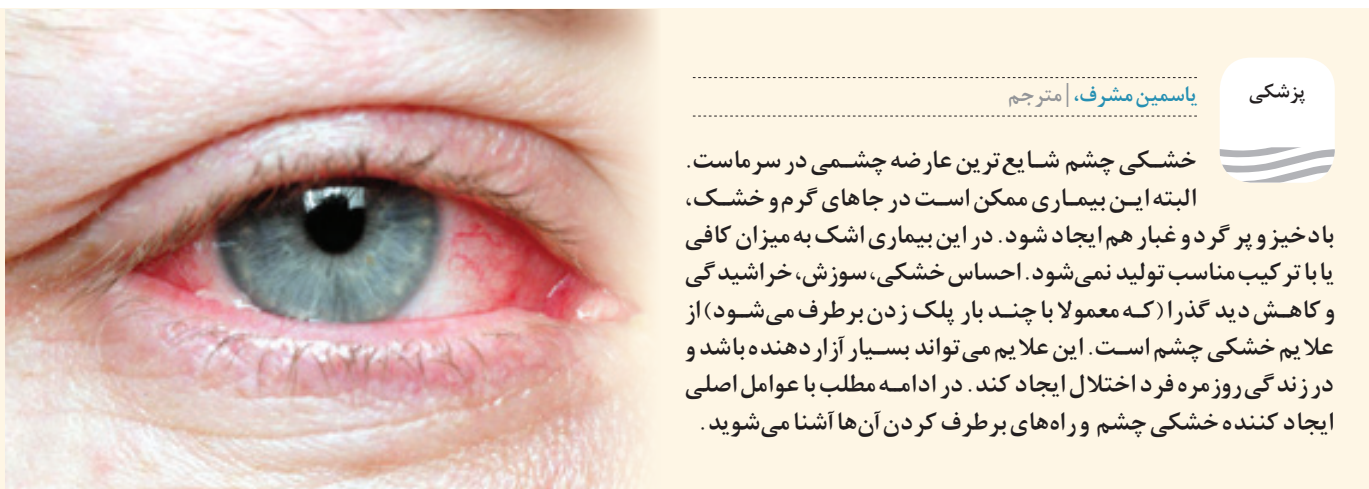 پزشکی
یاسمین مشرف، | مترجم
خشکی چشم شایع‌ترین عارضه چشمی در سرماست.
البته این بیماری ممکن است در جاهای گرم و خشک،
بادخیز و پر گرد و غبار هم ایجاد شود. در این بیماری اشک به میزان کافی
یا با ترکیب مناسب تولید نمی‌شود. احساس خشکی، سوزش، خراشیدگی
و کاهش دید گذرا (که معمولا با چند بار پلک زدن برطرف می‌شود) از
علایم خشکی چشم است. این علایم می‌تواند بسیار آزاردهنده باشد و
در زندگی روزمره فرد اختلال ایجاد کند. در ادامه مطلب با عوامل اصلی
ایجاد کننده خشکی چشم و راه‌های برطرف کردن آن‌ها آشنا می‌شوید.